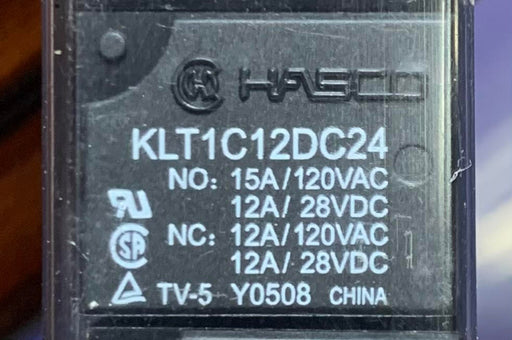 HASCO
KLT1C12DC24
NO: 15A/120VAC
12A/ 28VDC
NC: 12A/120VAC
12A/ 28VDC
TV-5 Y0508 CHINA